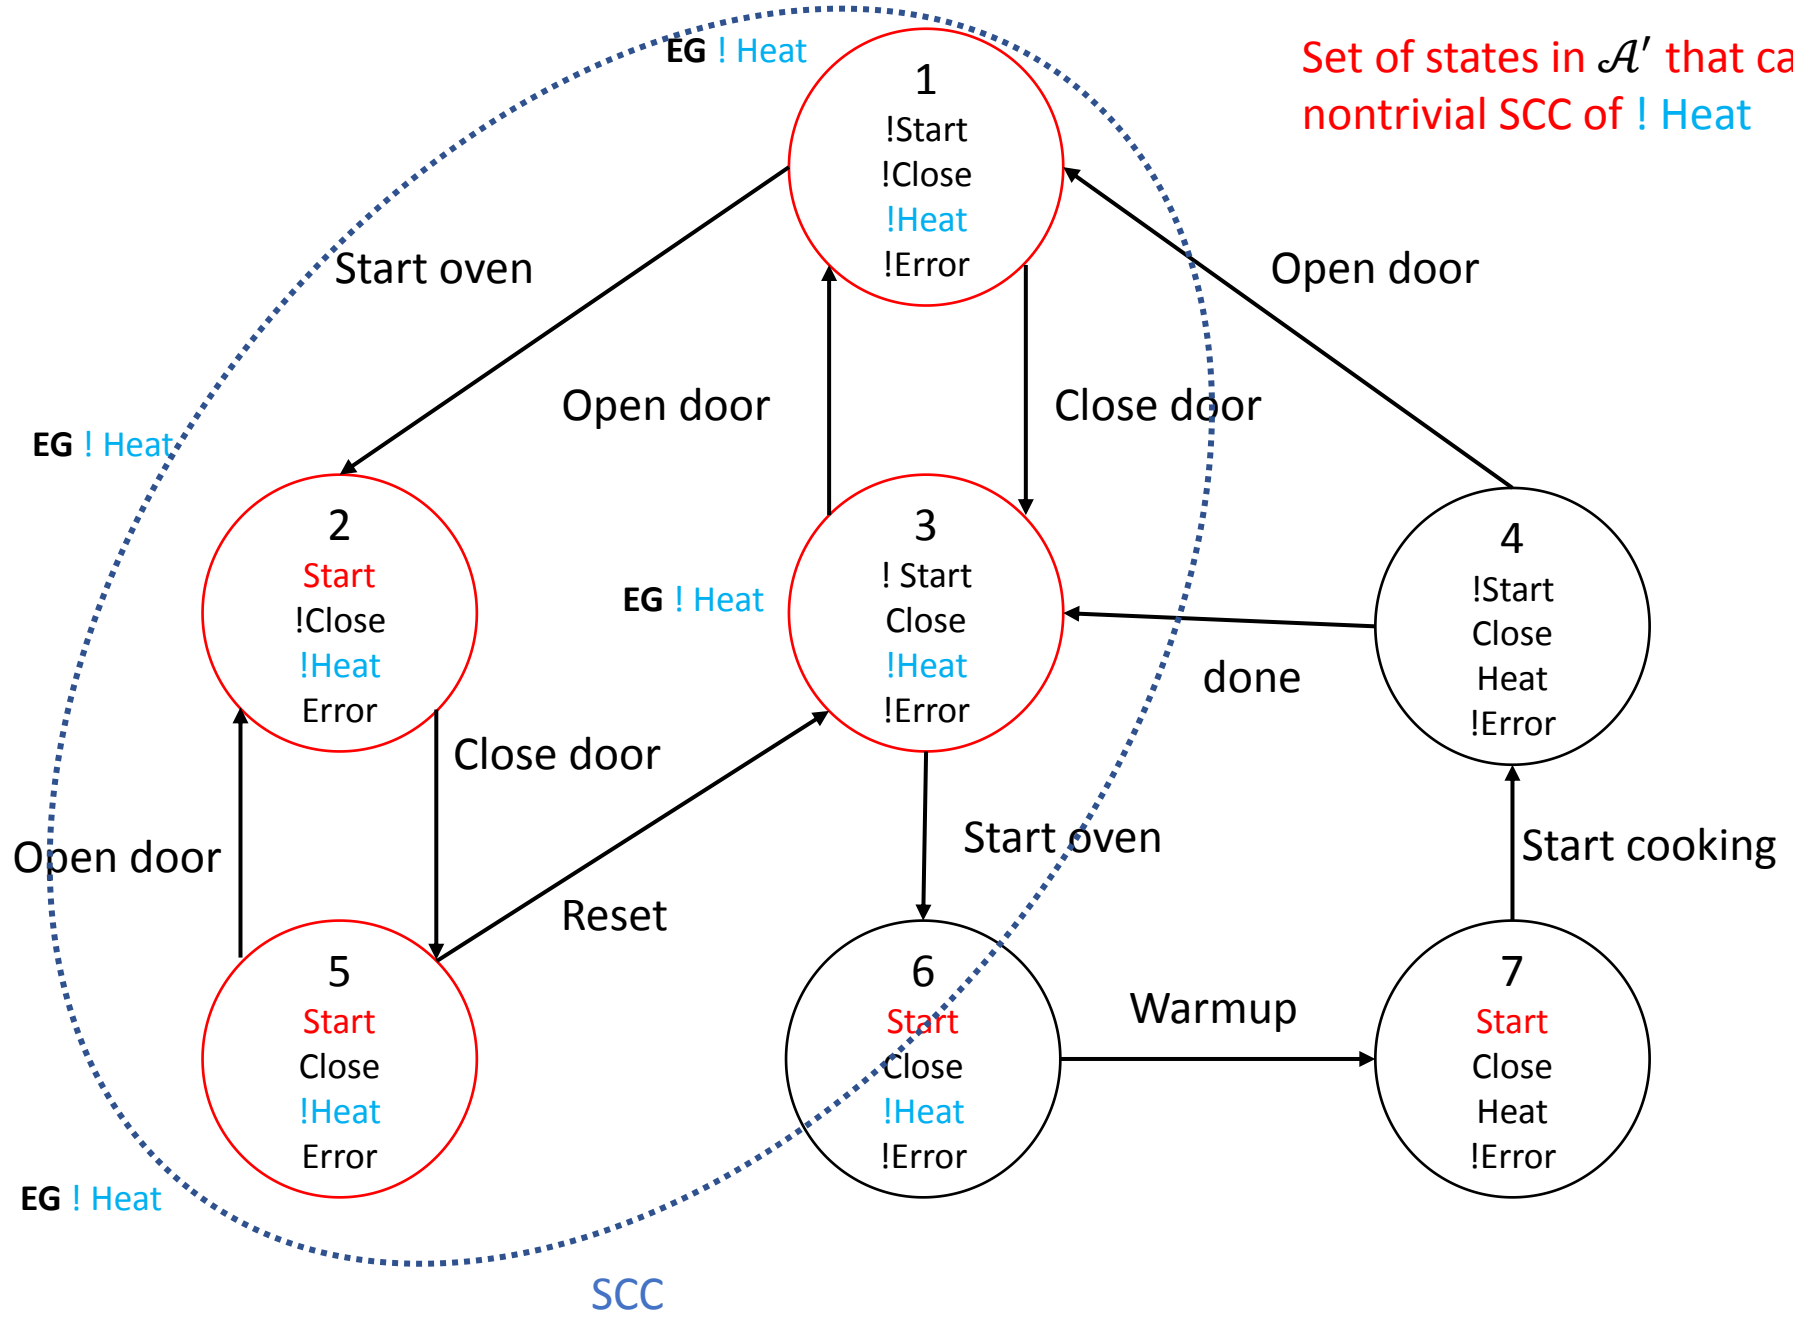 EG ! Heat
Set of states in 𝒜′ that ca
nontrivial SCC of ! Heat
1
!Start
!Close
!Heat
!Error
Start oven
Open door
Open door
Close door
EG ! Heat
2
Start
!Close
!Heat
Error
EG ! Heat
3
! Start
Close
!Heat
!Error
4
!Start
Close
Heat
!Error
done
Close door
Open door
Start oven
Start cooking
Reset
5
Start
Close
!Heat
Error
6
Start
Close
!Heat
!Error
Warmup
7
Start
Close
Heat
!Error
EG ! Heat
SCC